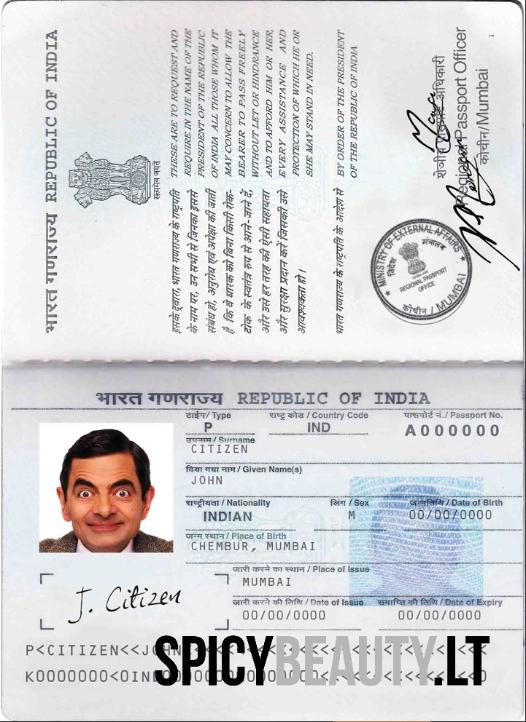 भारत गणराज्य REPUBLIC OF INDIA
सत्यमेव जयते
इसके द्वारा, भारत गणराज्य के राष्ट्रपति
के नाम पर, उन सभी से जिनका इससे
संबंध हो, अनुरोध एवं अपेक्षा की जाती
है कि वे धारक को बिना किसी रोक-
टोक के स्वतंत्र रूप से आने-जाने दें,
और उसे हर तरह की ऐसी सहायता
और सुरक्षा प्रदान करें जिसकी उसे
आवश्यकता हो।
THESE ARE TO REQUEST AND
REQUIRE IN THE NAME OF THE
PRESIDENT OF THE REPUBLIC
OF INDIA ALL THOSE WHOM IT
MAY CONCERN TO ALLOW THE
BEARER TO PASS FREELY
WITHOUT LET OR HINDRANCE
AND TO AFFORD HIM OR HER,
EVERY ASSISTANCE AND
PROTECTION OF WHICH HE OR
SHE MAY STAND IN NEED.
भारत गणराज्य के राष्ट्रपति के आदेश से
BY ORDER OF THE PRESIDENT
OF THE REPUBLIC OF INDIA
MINISTRY OF EXTERNAL AFFAIRS
विदेश मंत्रालय
REGIONAL PASSPORT
OFFICE
कोचीन / MUMBAI
अधिकारी
Regional Passport Officer
कोचीन/Mumbai
1
भारत गणराज्य REPUBLIC OF INDIA
टाईप/ Type राष्ट्र कोड / Country Code पासपोर्ट नं./ Passport No.
P IND A000000
उपनाम / Surname
CITIZEN
दिया गया नाम / Given Name(s)
JOHN
राष्ट्रीयता / Nationality लिंग / Sex जन्मतिथि / Date of Birth
INDIAN M 00/00/0000
जन्म स्थान / Place of Birth
CHEMBUR, MUMBAI
जारी करने का स्थान / Place of Issue
MUMBAI
जारी करने की तिथि / Date of Issue समाप्ति की तिथि / Date of Expiry
00/00/0000 00/00/0000
J. Citizen
SPICYBEAUTY.LT
P<CITIZEN<<JOHN
K0000000<0IND